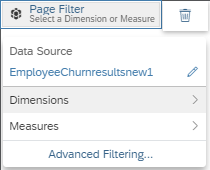 Page Filter
Select a Dimension or Measure
Data Source
EmployeeChurnresultsnew1
Dimensions
Measures
Advanced Filtering...